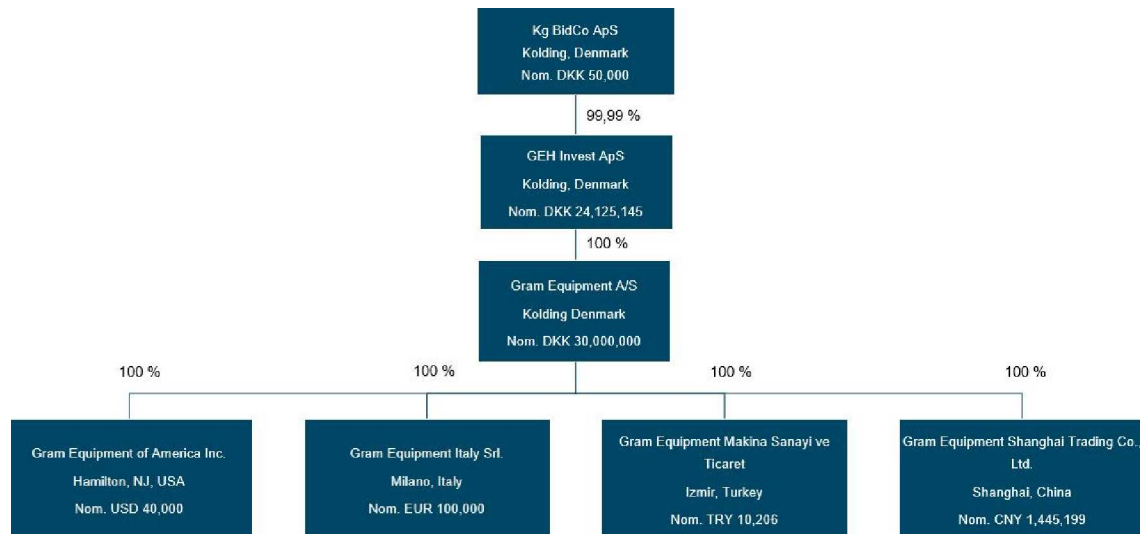 Kg BidCo ApS
Kolding, Denmark
Nom. DKK 50,000
99,99 %
GEH Invest ApS
Kolding, Denmark
Nom. DKK 24,125,145
100 %
Gram Equipment A/S
Kolding Denmark
Nom. DKK 30,000,000
100 %
100 %
100 %
100 %
Gram Equipment of America Inc.
Hamilton, NJ, USA
Nom. USD 40,000
Gram Equipment Italy Srl.
Milano, Italy
Nom. EUR 100,000
Gram Equipment Makina Sanayi ve
Ticaret
Izmir, Turkey
Nom. TRY 10,206
Gram Equipment Shanghai Trading Co.,
Ltd.
Shanghai, China
Nom. CNY 1,445,199